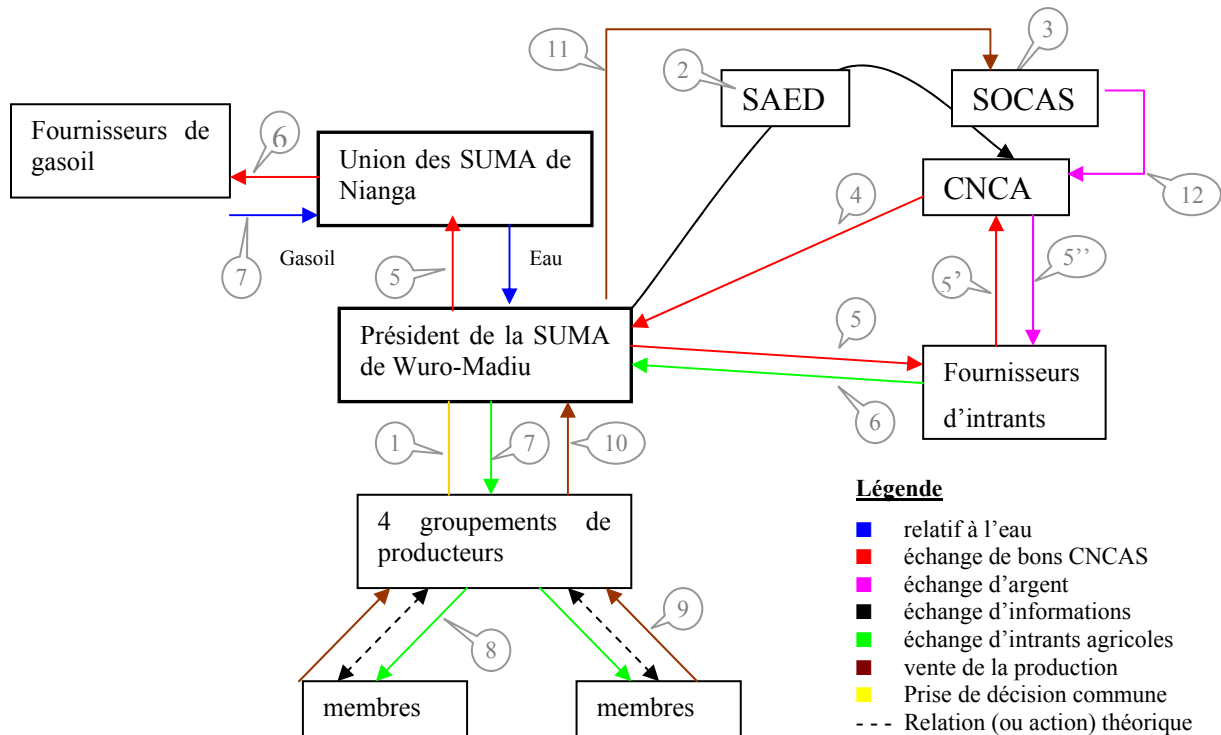 11
2
3
SAED
SOCAS
Fournisseurs de
gasoil
6
Union des SUMA de
Nianga
CNCA
4
12
7
Gasoil
5
Eau
5'
5''
Président de la SUMA
de Wuro-Madiu
5
Fournisseurs
d'intrants
6
1
7
10
4 groupements de
producteurs
Légende
relatif à l'eau
échange de bons CNCAS
échange d'argent
échange d'informations
échange d'intrants agricoles
vente de la production
Prise de décision commune
Relation (ou action) théorique
8
9
membres
membres